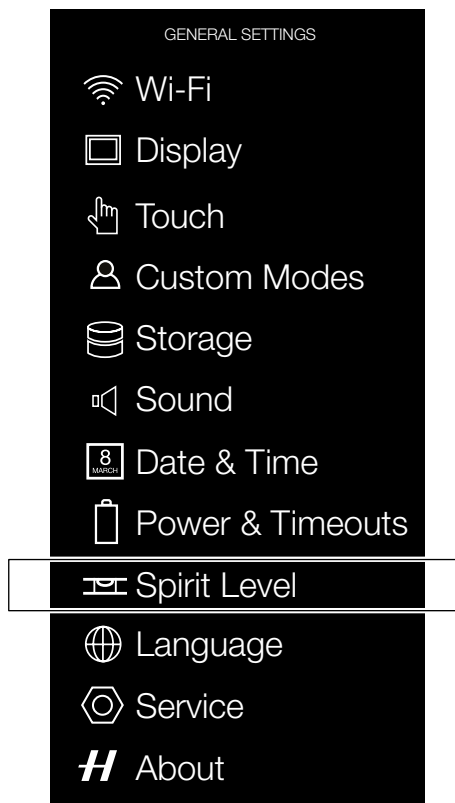 GENERAL SETTINGS
Wi-Fi
Display
Touch
Custom Modes
Storage
Sound
8
MARCH
Date & Time
Power & Timeouts
Spirit Level
Language
Service
H About